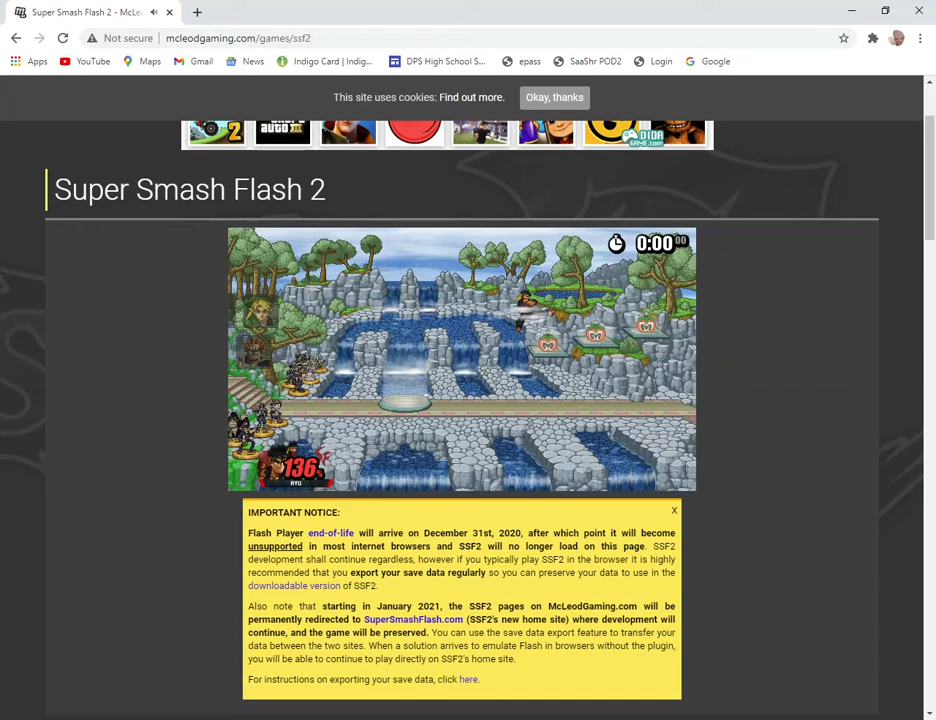 Super Smash Flash 2 - McLe
Not secure | mcleodgaming.com/games/ssf2
Apps YouTube Maps Gmail News Indigo Card | Indig... DPS High School S... epass SaaShr POD2 Login Google
This site uses cookies: Find out more. Okay, thanks
2 III DIDA
GAME.com
Super Smash Flash 2
0:00 00
136%
RYU
IMPORTANT NOTICE: X
Flash Player end-of-life will arrive on December 31st, 2020, after which point it will become
unsupported in most internet browsers and SSF2 will no longer load on this page. SSF2
development shall continue regardless, however if you typically play SSF2 in the browser it is highly
recommended that you export your save data regularly so you can preserve your data to use in the
downloadable version of SSF2.
Also note that starting in January 2021, the SSF2 pages on McLeodGaming.com will be
permanently redirected to SuperSmashFlash.com (SSF2's new home site) where development will
continue, and the game will be preserved. You can use the save data export feature to transfer your
data between the two sites. When a solution arrives to emulate Flash in browsers without the plugin,
you will be able to continue to play directly on SSF2's home site.
For instructions on exporting your save data, click here.